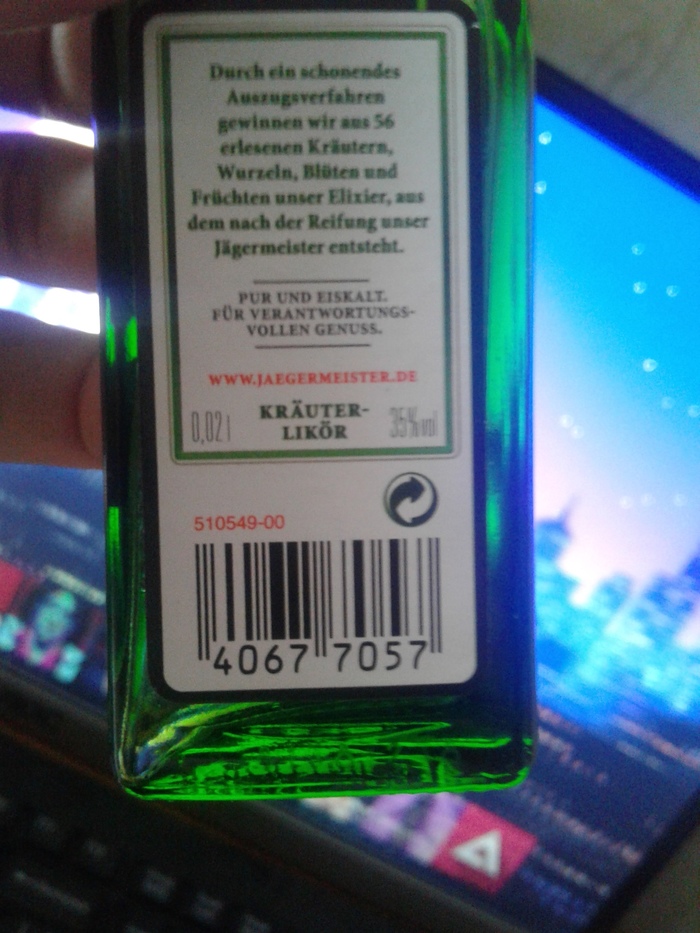 Durch ein schonendes
Auszugsverfahren
gewinnen wir aus 56
erlesenen Kräutern,
Wurzeln, Blüten und
Früchten unser Elixier, aus
dem nach der Reifung unser
Jägermeister entsteht.
PUR UND EISKALT.
FÜR VERANTWORTUNGS-
VOLLEN GENUSS.
WWW.JAEGERMEISTER.DE
0,02 l KRÄUTER- 35% vol
LIKÖR
510549-00
4067 7057